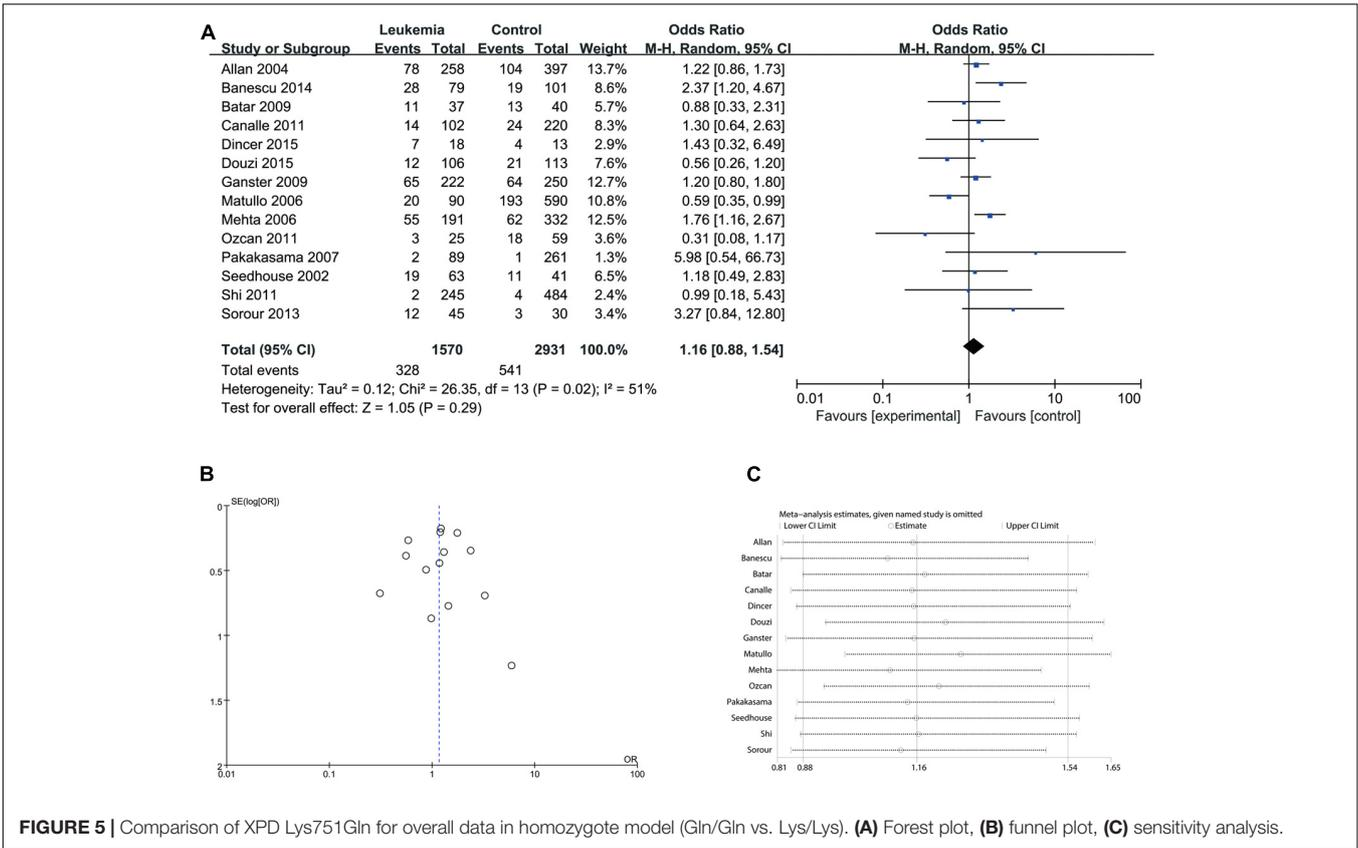 A
Leukemia Control Odds Ratio Odds Ratio
Study or Subgroup Events Total Events Total Weight M-H, Random, 95% CI M-H, Random, 95% CI
Allan 2004 78 258 104 397 13.7% 1.22 [0.86, 1.73]
Banescu 2014 28 79 19 101 8.6% 2.37 [1.20, 4.67]
Batar 2009 11 37 13 40 5.7% 0.88 [0.33, 2.31]
Canalle 2011 14 102 24 220 8.3% 1.30 [0.64, 2.63]
Dincer 2015 7 18 4 13 2.9% 1.43 [0.32, 6.49]
Douzi 2015 12 106 21 113 7.6% 0.56 [0.26, 1.20]
Ganster 2009 65 222 64 250 12.7% 1.20 [0.80, 1.80]
Matullo 2006 20 90 193 590 10.8% 0.59 [0.35, 0.99]
Mehta 2006 55 191 62 332 12.5% 1.76 [1.16, 2.67]
Ozcan 2011 3 25 18 59 3.6% 0.31 [0.08, 1.17]
Pakakasama 2007 2 89 1 261 1.3% 5.98 [0.54, 66.73]
Seedhouse 2002 19 63 11 41 6.5% 1.18 [0.49, 2.83]
Shi 2011 2 245 4 484 2.4% 0.99 [0.18, 5.43]
Sorour 2013 12 45 3 30 3.4% 3.27 [0.84, 12.80]
Total (95% CI) 1570 2931 100.0% 1.16 [0.88, 1.54]
Total events 328 541
Heterogeneity: Tau² = 0.12; Chi² = 26.35, df = 13 (P = 0.02); I² = 51%
Test for overall effect: Z = 1.05 (P = 0.29)
0.01 0.1 1 10 100
Favours [experimental] Favours [control]
B
SE(log[OR])
0
0.5
1
1.5
2
OR
0.01 0.1 1 10 100
C
Meta-analysis estimates, given named study is omitted
Lower CI Limit Estimate Upper CI Limit
Allan
Banescu
Batar
Canalle
Dincer
Douzi
Ganster
Matullo
Mehta
Ozcan
Pakakasama
Seedhouse
Shi
Sorour
0.81 0.88 1.16 1.54 1.65
FIGURE 5 | Comparison of XPD Lys751Gln for overall data in homozygote model (Gln/Gln vs. Lys/Lys). (A) Forest plot, (B) funnel plot, (C) sensitivity analysis.